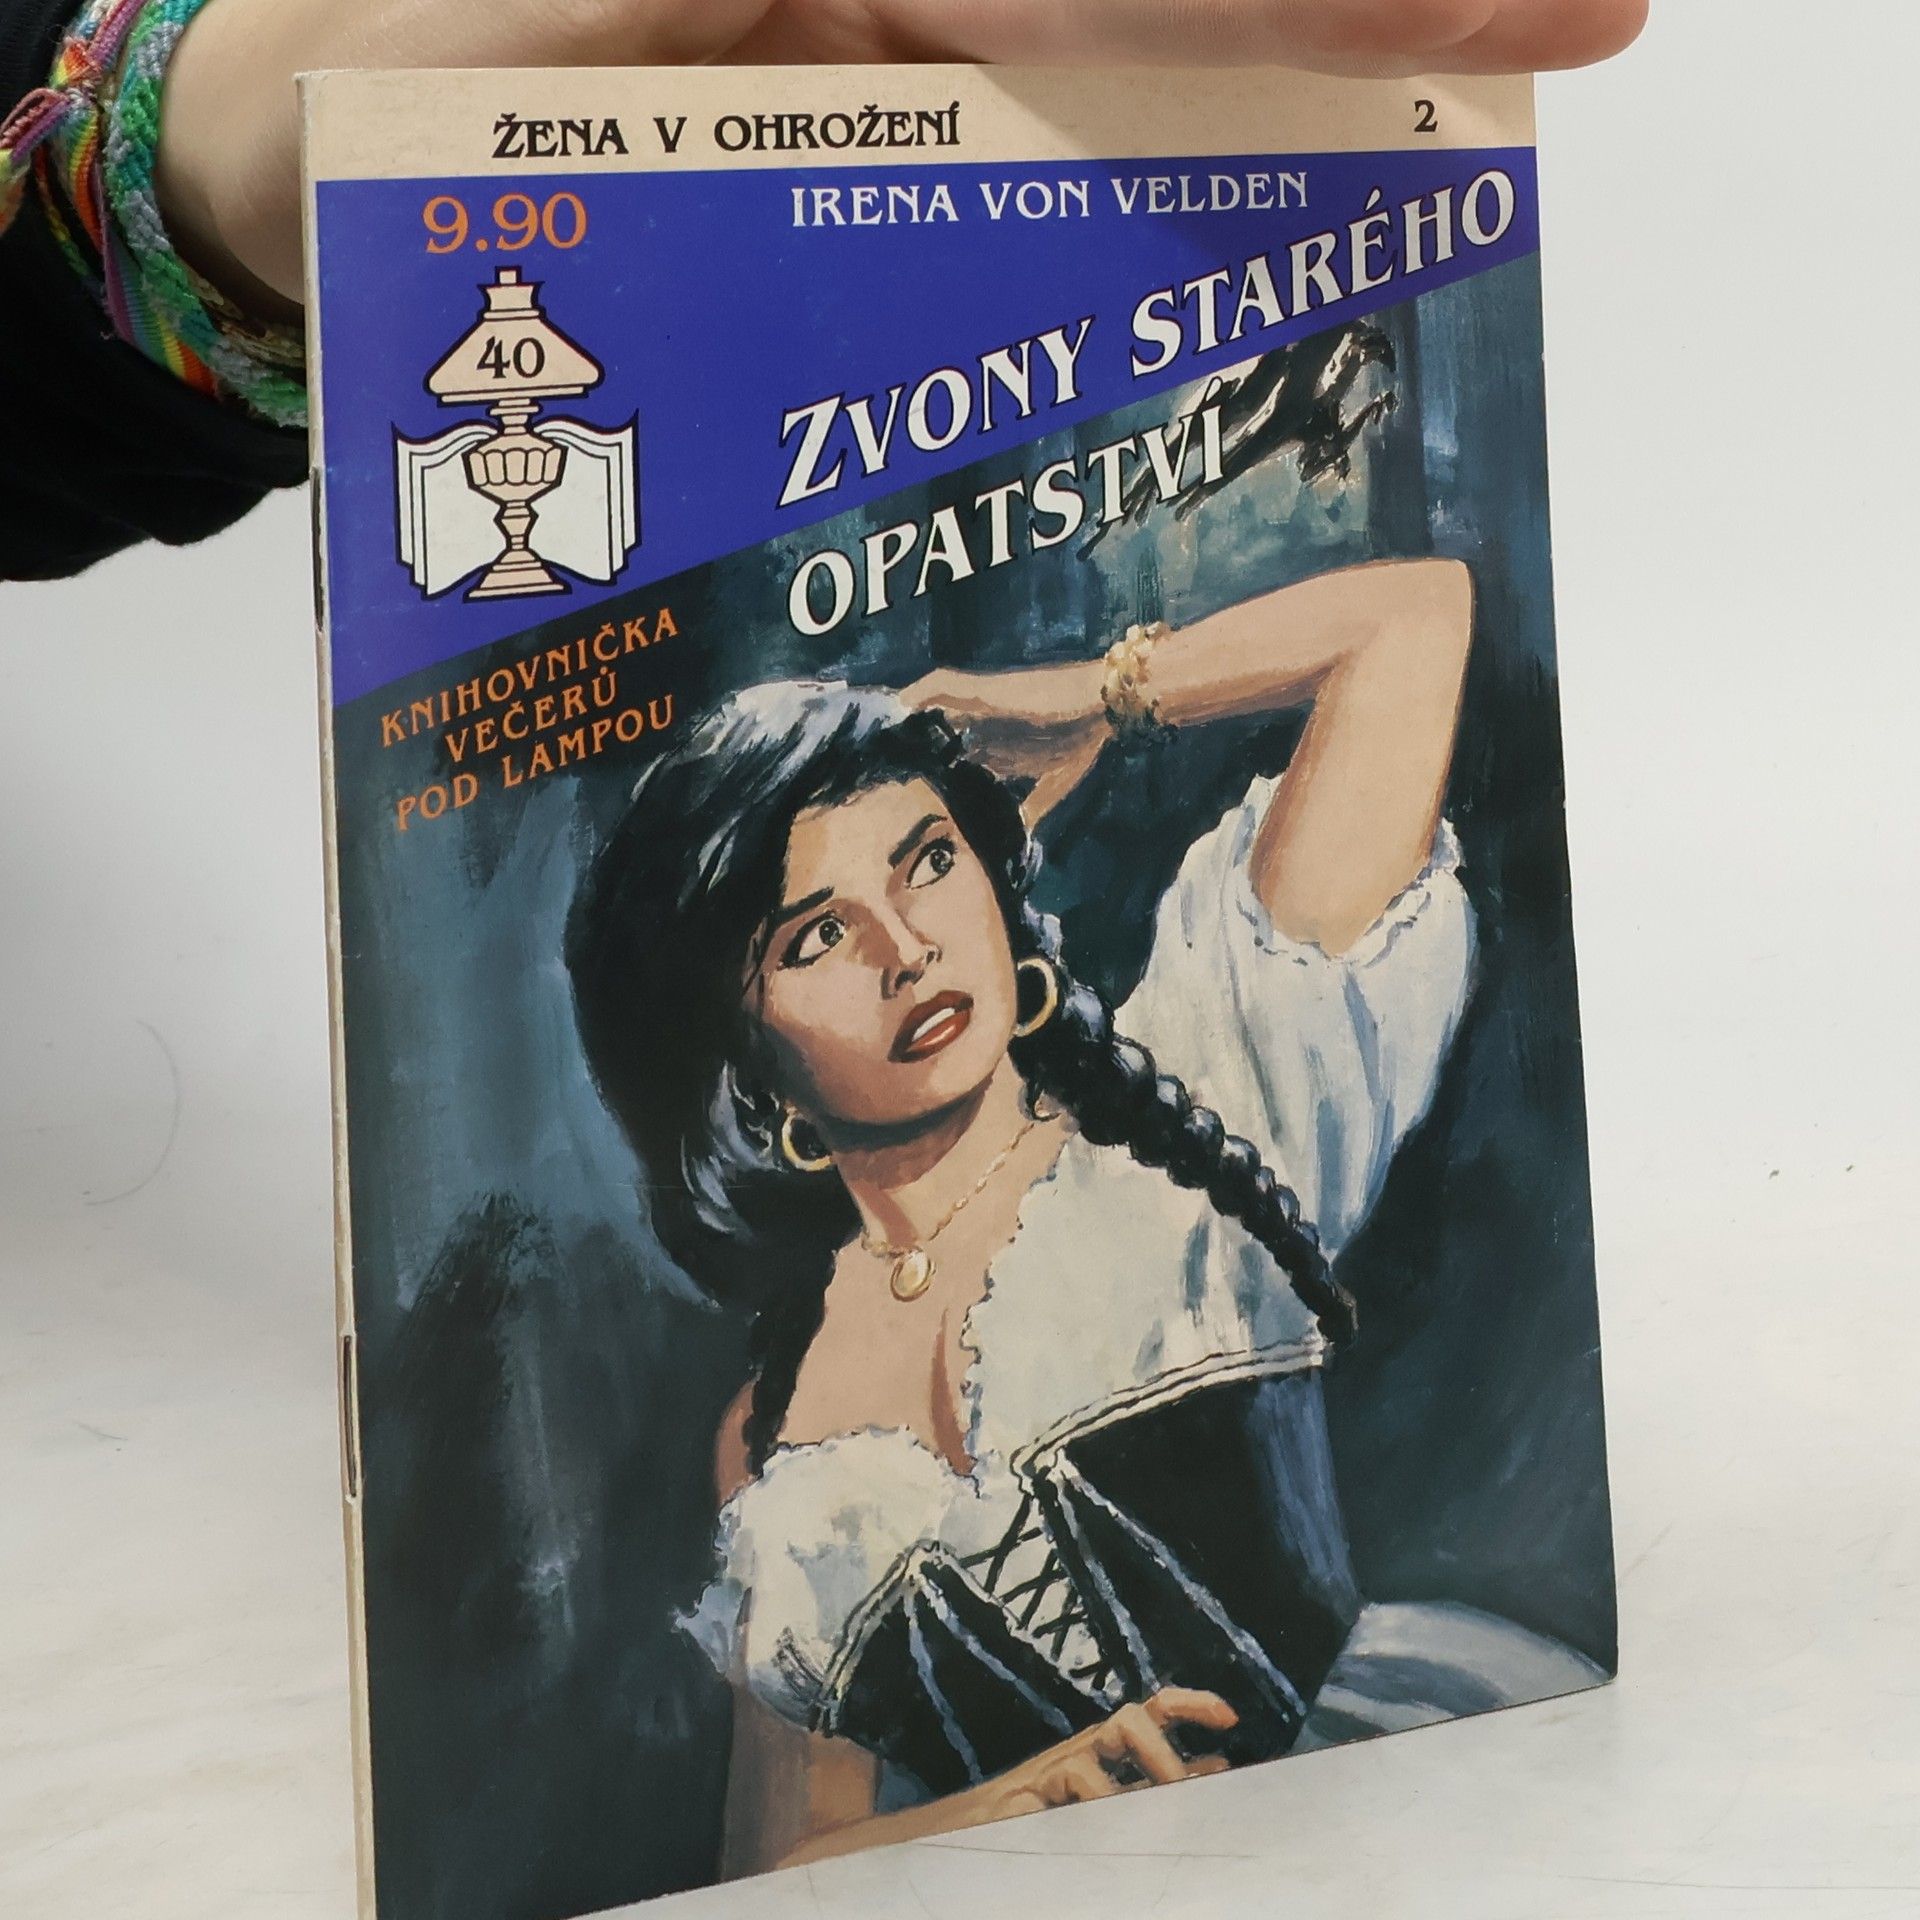 ŽENA V OHROŽENÍ 2
9.90
IRENA VON VELDEN
40
ZVONY STARÉHO
OPATSTVÍ
KNIHOVNIČKA
VEČERŮ
POD LAMPOU